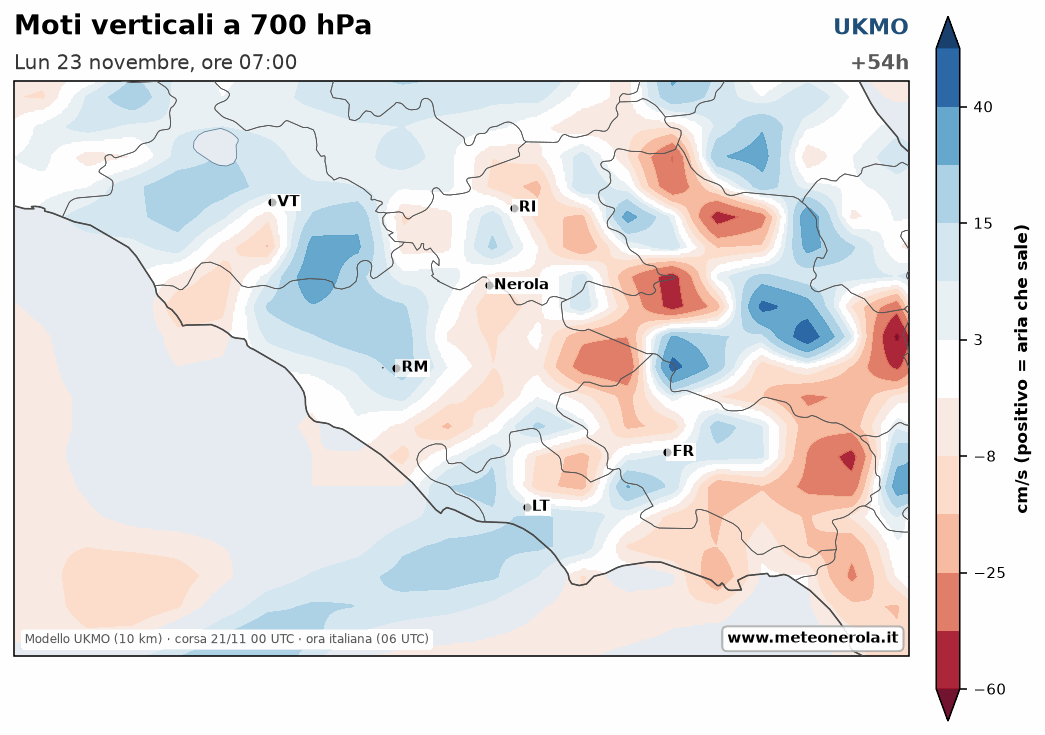 Moti verticali a 700 hPa
UKMO
Lun 23 novembre, ore 07:00
+54h
40
15
3
−8
−25
−60
cm/s (positivo = aria che sale)
VT
RI
Nerola
RM
FR
LT
Modello UKMO (10 km) · corsa 21/11 00 UTC · ora italiana (06 UTC)
www.meteonerola.it